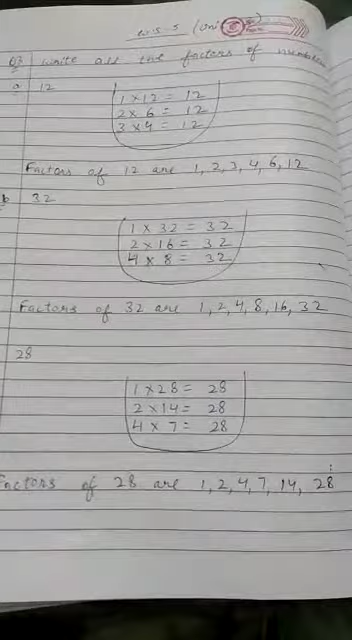 w.s-5 (Uni
Q3 write all the factors of numbers
a 12
1 × 12 = 12
2 × 6 = 12
3 × 4 = 12
Factors of 12 are 1, 2, 3, 4, 6, 12
b 32
1 × 32 = 32
2 × 16 = 32
4 × 8 = 32
Factors of 32 are 1, 2, 4, 8, 16, 32
28
1 × 28 = 28
2 × 14 = 28
4 × 7 = 28
Factors of 28 are 1, 2, 4, 7, 14, 28